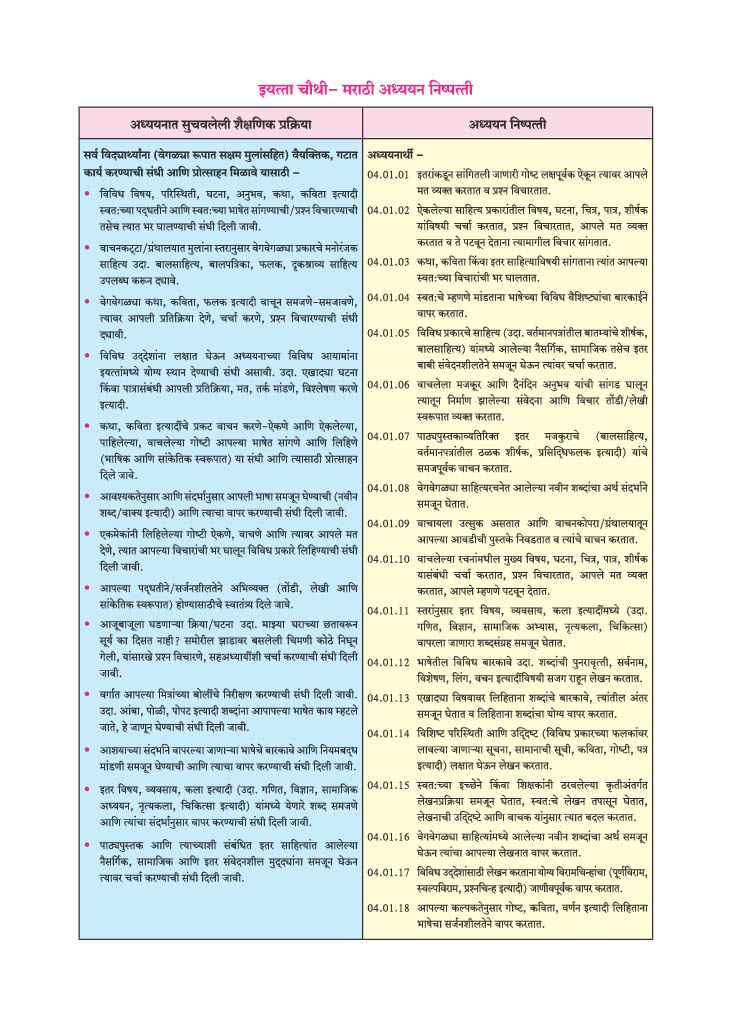 इयत्ता चौथी– मराठी अध्ययन निष्पत्ती
अध्ययनात सुचवलेली शैक्षणिक प्रक्रिया
सर्व विद्यार्थ्यांना (वेगळ्या रूपात सक्षम मुलांसहित) वैयक्तिक, गटात
कार्य करण्याची संधी आणि प्रोत्साहन मिळावे यासाठी –
• विविध विषय, परिस्थिती, घटना, अनुभव, कथा, कविता इत्यादी
स्वतःच्या पद्धतीने आणि स्वतःच्या भाषेत सांगण्याची/प्रश्न विचारण्याची
तसेच त्यात भर घालण्याची संधी दिली जावी.
• वाचनकट्टा/ग्रंथालयात मुलांना स्तरानुसार वेगवेगळ्या प्रकारचे मनोरंजक
साहित्य उदा. बालसाहित्य, बालपत्रिका, फलक, दृकश्राव्य साहित्य
उपलब्ध करून द्यावे.
• वेगवेगळ्या कथा, कविता, फलक इत्यादी वाचून समजणे-समजावणे,
त्यावर आपली प्रतिक्रिया देणे, चर्चा करणे, प्रश्न विचारण्याची संधी
द्यावी.
• विविध उद्देशांना लक्षात घेऊन अध्ययनाच्या विविध आयामांना
इयत्तांमध्ये योग्य स्थान देण्याची संधी असावी. उदा. एखाद्या घटना
किंवा पात्रासंबंधी आपली प्रतिक्रिया, मत, तर्क मांडणे, विश्लेषण करणे
इत्यादी.
• कथा, कविता इत्यादींचे प्रकट वाचन करणे-ऐकणे आणि ऐकलेल्या,
पाहिलेल्या, वाचलेल्या गोष्टी आपल्या भाषेत सांगणे आणि लिहिणे
(भाषिक आणि सांकेतिक स्वरूपात) या संधी आणि त्यासाठी प्रोत्साहन
दिले जावे.
• आवश्यकतेनुसार आणि संदर्भानुसार आपली भाषा समजून घेण्याची (नवीन
शब्द/वाक्य इत्यादी) आणि त्याचा वापर करण्याची संधी दिली जावी.
• एकमेकांनी लिहिलेल्या गोष्टी ऐकणे, वाचणे आणि त्यावर आपले मत
देणे, त्यात आपल्या विचारांची भर घालून विविध प्रकारे लिहिण्याची संधी
दिली जावी.
• आपल्या पद्धतीने/सर्जनशीलतेने अभिव्यक्त (तोंडी, लेखी आणि
सांकेतिक स्वरूपात) होण्यासाठीचे स्वातंत्र्य दिले जावे.
• आजूबाजूला घडणाऱ्या क्रिया/घटना उदा. माझ्या घराच्या छतावरून
सूर्य का दिसत नाही? समोरील झाडावर बसलेली चिमणी कोठे निघून
गेली, यांसारखे प्रश्न विचारणे, सहअध्यायींशी चर्चा करण्याची संधी दिली
जावी.
• वर्गात आपल्या मित्रांच्या बोलींचे निरीक्षण करण्याची संधी दिली जावी.
उदा. आंबा, पोळी, पोपट इत्यादी शब्दांना आपापल्या भाषेत काय म्हटले
जाते, हे जाणून घेण्याची संधी दिली जावी.
• आशयाच्या संदर्भाने वापरल्या जाणाऱ्या भाषेचे बारकावे आणि नियमबद्ध
मांडणी समजून घेण्याची आणि त्याचा वापर करण्याची संधी दिली जावी.
• इतर विषय, व्यवसाय, कला इत्यादी (उदा. गणित, विज्ञान, सामाजिक
अध्ययन, नृत्यकला, चिकित्सा इत्यादी) यांमध्ये येणारे शब्द समजणे
आणि त्यांचा संदर्भानुसार वापर करण्याची संधी दिली जावी.
• पाठ्यपुस्तक आणि त्याच्याशी संबंधित इतर साहित्यांत आलेल्या
नैसर्गिक, सामाजिक आणि इतर संवेदनशील मुद्द्यांना समजून घेऊन
त्यावर चर्चा करण्याची संधी दिली जावी.
अध्ययन निष्पत्ती
अध्ययनार्थी –
04.01.01 इतरांकडून सांगितली जाणारी गोष्ट लक्षपूर्वक ऐकून त्यावर आपले
मत व्यक्त करतात व प्रश्न विचारतात.
04.01.02 ऐकलेल्या साहित्य प्रकारांतील विषय, घटना, चित्र, पात्र, शीर्षक
यांविषयी चर्चा करतात, प्रश्न विचारतात, आपले मत व्यक्त
करतात व ते पटवून देताना त्यामागील विचार सांगतात.
04.01.03 कथा, कविता किंवा इतर साहित्याविषयी सांगताना त्यांत आपल्या
स्वतःच्या विचारांची भर घालतात.
04.01.04 स्वतःचे म्हणणे मांडताना भाषेच्या विविध वैशिष्ट्यांचा बारकाईने
वापर करतात.
04.01.05 विविध प्रकारचे साहित्य (उदा. वर्तमानपत्रांतील बातम्यांचे शीर्षक,
बालसाहित्य) यांमध्ये आलेल्या नैसर्गिक, सामाजिक तसेच इतर
बाबी संवेदनशीलतेने समजून घेऊन त्यांवर चर्चा करतात.
04.01.06 वाचलेला मजकूर आणि दैनंदिन अनुभव यांची सांगड घालून
त्यातून निर्माण झालेल्या संवेदना आणि विचार तोंडी/लेखी
स्वरूपात व्यक्त करतात.
04.01.07 पाठ्यपुस्तकाव्यतिरिक्त इतर मजकुराचे (बालसाहित्य,
वर्तमानपत्रांतील ठळक शीर्षक, प्रसिद्धिफलक इत्यादी) यांचे
समजपूर्वक वाचन करतात.
04.01.08 वेगवेगळ्या साहित्यरचनेत आलेल्या नवीन शब्दांचा अर्थ संदर्भाने
समजून घेतात.
04.01.09 वाचायला उत्सुक असतात आणि वाचनकोपरा/ग्रंथालयातून
आपल्या आवडीची पुस्तके निवडतात व त्यांचे वाचन करतात.
04.01.10 वाचलेल्या रचनांमधील मुख्य विषय, घटना, चित्र, पात्र, शीर्षक
यासंबंधी चर्चा करतात, प्रश्न विचारतात, आपले मत व्यक्त
करतात, आपले म्हणणे पटवून देतात.
04.01.11 स्तरांनुसार इतर विषय, व्यवसाय, कला इत्यादींमध्ये (उदा.
गणित, विज्ञान, सामाजिक अभ्यास, नृत्यकला, चिकित्सा)
वापरला जाणारा शब्दसंग्रह समजून घेतात.
04.01.12 भाषेतील विविध बारकावे उदा. शब्दांची पुनरावृत्ती, सर्वनाम,
विशेषण, लिंग, वचन इत्यादींविषयी सजग राहून लेखन करतात.
04.01.13 एखाद्या विषयावर लिहिताना शब्दांचे बारकावे, त्यांतील अंतर
समजून घेतात व लिहिताना शब्दांचा योग्य वापर करतात.
04.01.14 विशिष्ट परिस्थिती आणि उद्दिष्ट (विविध प्रकारच्या फलकांवर
लावल्या जाणाऱ्या सूचना, सामानाची सूची, कविता, गोष्टी, पत्र
इत्यादी) लक्षात घेऊन लेखन करतात.
04.01.15 स्वतःच्या इच्छेने किंवा शिक्षकांनी ठरवलेल्या कृतीअंतर्गत
लेखनप्रक्रिया समजून घेतात, स्वतःचे लेखन तपासून घेतात,
लेखनाची उद्दिष्टे आणि वाचक यांनुसार त्यात बदल करतात.
04.01.16 वेगवेगळ्या साहित्यांमध्ये आलेल्या नवीन शब्दांचा अर्थ समजून
घेऊन त्यांचा आपल्या लेखनात वापर करतात.
04.01.17 विविध उद्देशांसाठी लेखन करताना योग्य विरामचिन्हांचा (पूर्णविराम,
स्वल्पविराम, प्रश्नचिन्ह इत्यादी) जाणीवपूर्वक वापर करतात.
04.01.18 आपल्या कल्पकतेनुसार गोष्ट, कविता, वर्णन इत्यादी लिहिताना
भाषेचा सर्जनशीलतेने वापर करतात.